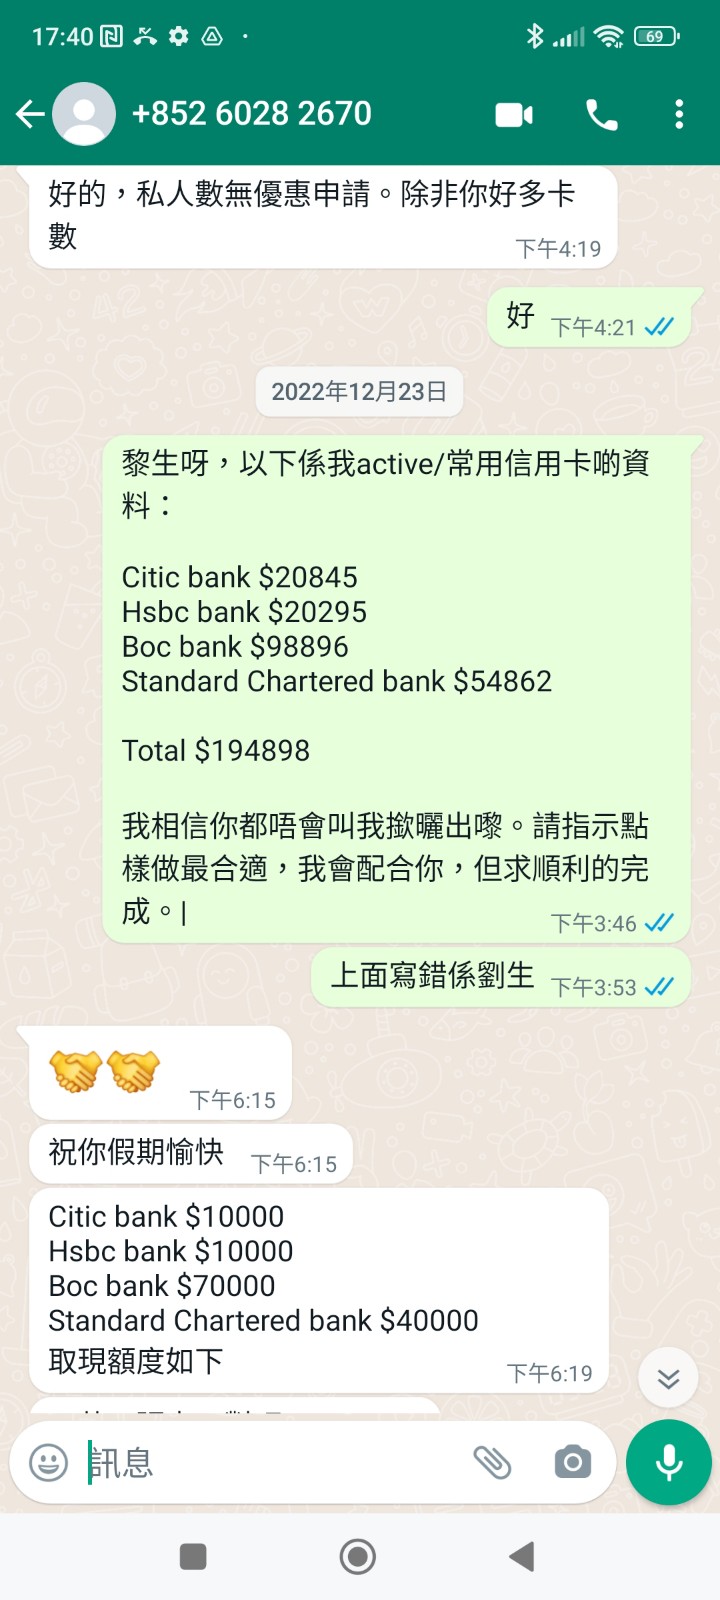 17:40
69
+852 6028 2670
好的，私人數無優惠申請。除非你好多卡
數
下午4:19
好 下午4:21
2022年12月23日
黎生呀，以下係我active/常用信用卡啲資
料：
Citic bank $20845
Hsbc bank $20295
Boc bank $98896
Standard Chartered bank $54862
Total $194898
我相信你都唔會叫我撳曬出嚟。請指示點
樣做最合適，我會配合你，但求順利的完
成。|
下午3:46
上面寫錯係劉生 下午3:53
下午6:15
祝你假期愉快 下午6:15
Citic bank $10000
Hsbc bank $10000
Boc bank $70000
Standard Chartered bank $40000
取現額度如下
下午6:19
訊息